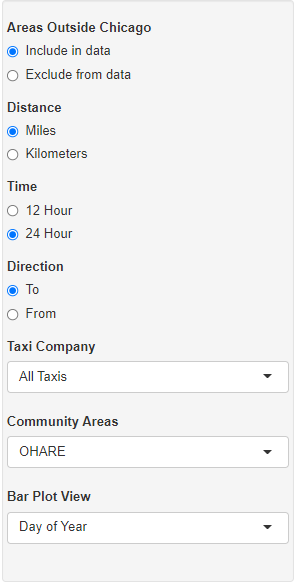 Areas Outside Chicago
Include in data
Exclude from data
Distance
Miles
Kilometers
Time
12 Hour
24 Hour
Direction
To
From
Taxi Company
All Taxis
Community Areas
OHARE
Bar Plot View
Day of Year